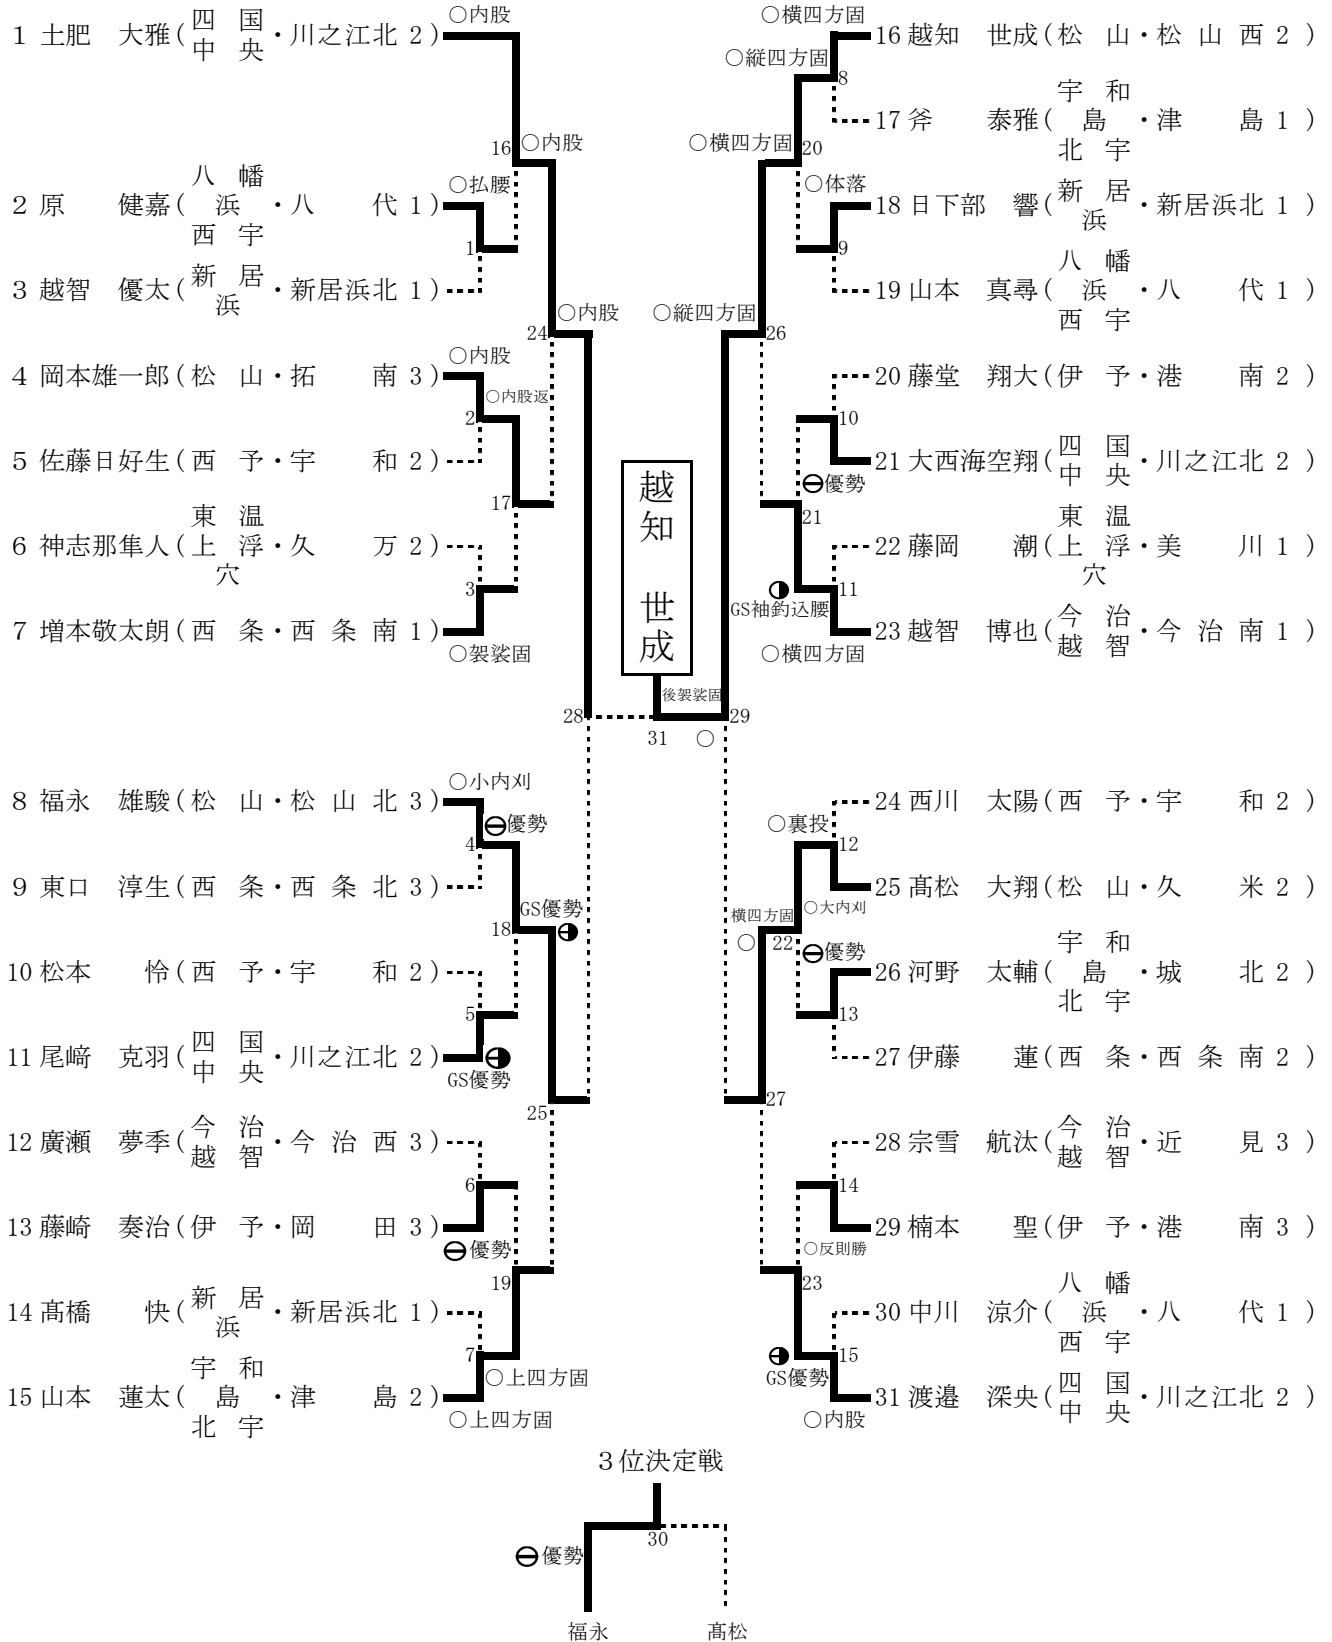 1 土肥 大雅(四国中央・川之江北 2)
○内股
16
○内股
2 原 健嘉(八幡浜西宇・八代 1)
○払腰
1
3 越智 優太(新居浜・新居浜北 1)
24
○内股
4 岡本雄一郎(松山・拓南 3)
○内股
○内股返
2
5 佐藤日好生(西予・宇和 2)
17
6 神志那隼人(東温上浮穴・久万 2)
3
7 増本敬太朗(西条・西条南 1)
○袈裟固
28
8 福永 雄駿(松山・松山北 3)
○小内刈
優勢
4
9 東口 淳生(西条・西条北 3)
GS優勢
18
10 松本 怜(西予・宇和 2)
5
11 尾﨑 克羽(四国中央・川之江北 2)
GS優勢
25
12 廣瀬 夢季(今治越智・今治西 3)
6
13 藤崎 奏治(伊予・岡田 3)
優勢
19
14 髙橋 快(新居浜・新居浜北 1)
7
○上四方固
15 山本 蓮太(宇和島北宇・津島 2)
○上四方固
越知 世成
後袈裟固
31 ○
○横四方固
16 越知 世成(松山・松山西 2)
○縦四方固
8
17 斧 泰雅(宇和島北宇・津島 1)
○横四方固
20
○体落
18 日下部 響(新居浜・新居浜北 1)
9
19 山本 真尋(八幡浜西宇・八代 1)
○縦四方固
26
20 藤堂 翔大(伊予・港南 2)
10
21 大西海空翔(四国中央・川之江北 2)
優勢
21
22 藤岡 潮(東温上浮穴・美川 1)
11
GS袖釣込腰
23 越智 博也(今治越智・今治南 1)
○横四方固
29
24 西川 太陽(西予・宇和 2)
○裏投
12
25 髙松 大翔(松山・久米 2)
○大内刈
横四方固
○
22
優勢
26 河野 太輔(宇和島北宇・城北 2)
13
27 伊藤 蓮(西条・西条南 2)
27
28 宗雪 航汰(今治越智・近見 3)
14
29 楠本 聖(伊予・港南 3)
○反則勝
23
30 中川 涼介(八幡浜西宇・八代 1)
15
GS優勢
31 渡邉 深央(四国中央・川之江北 2)
○内股
３位決定戦
30
優勢
福永 髙松